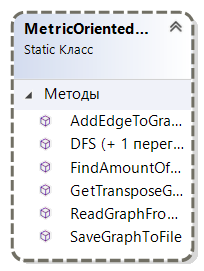 MetricOriented...
Static Класс
Методы
AddEdgeToGra...
DFS (+ 1 перег...
FindAmountOf...
GetTransposeG...
ReadGraphFro...
SaveGraphToFile